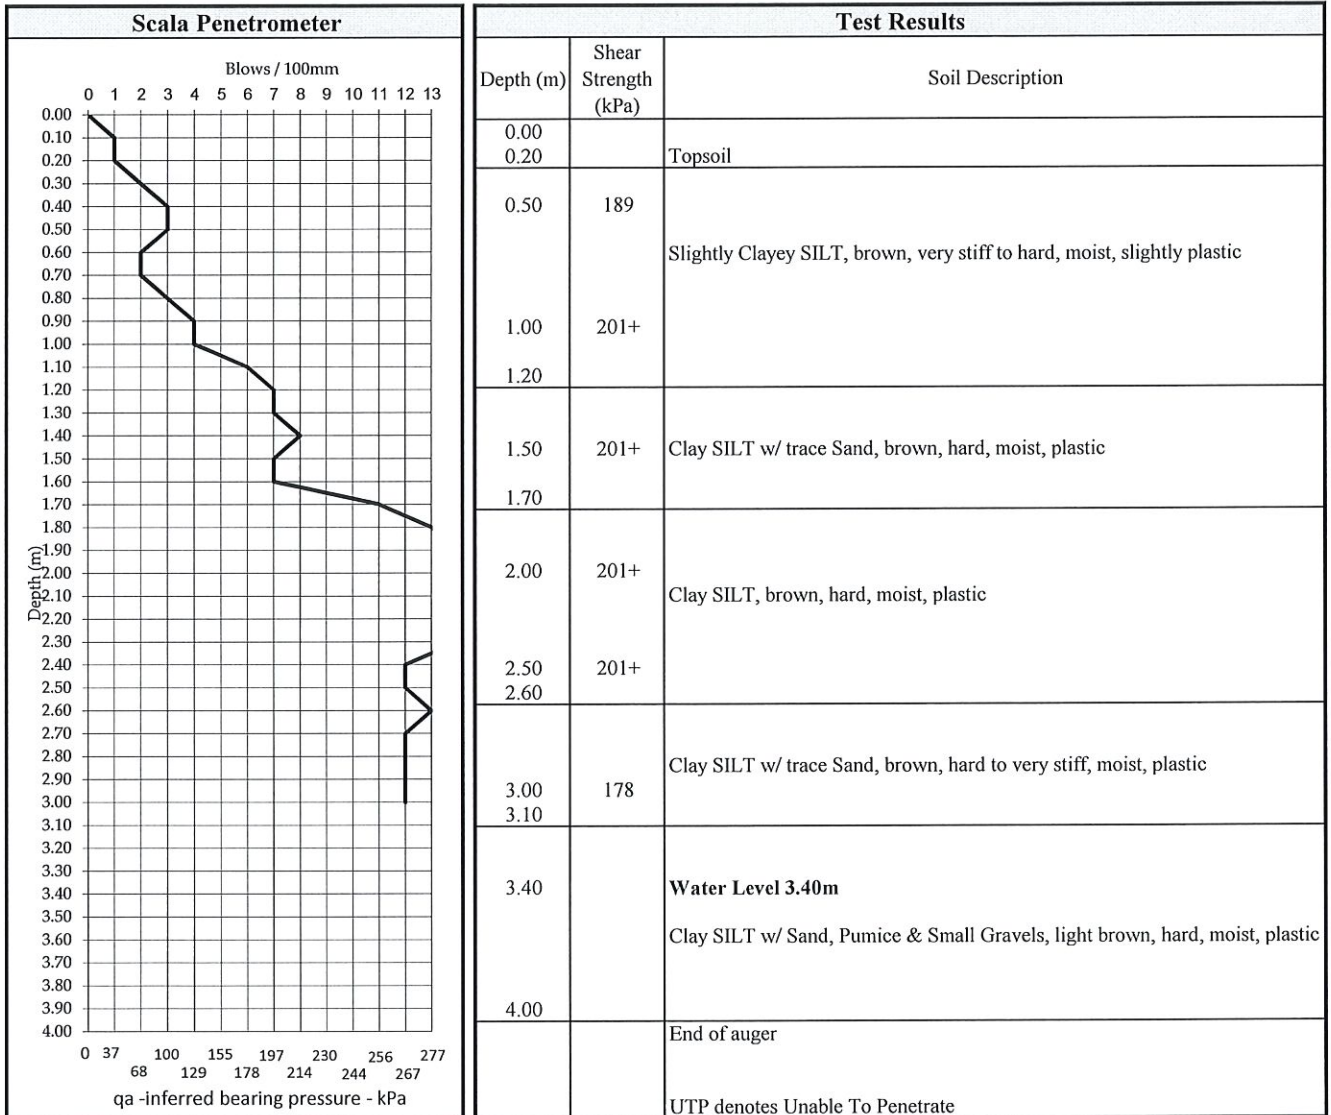 Scala Penetrometer
Blows / 100mm
0 1 2 3 4 5 6 7 8 9 10 11 12 13
0.00
0.10
0.20
0.30
0.40
0.50
0.60
0.70
0.80
0.90
1.00
1.10
1.20
1.30
1.40
1.50
1.60
1.70
1.80
1.90
2.00
2.10
2.20
2.30
2.40
2.50
2.60
2.70
2.80
2.90
3.00
3.10
3.20
3.30
3.40
3.50
3.60
3.70
3.80
3.90
4.00
Depth (m)
0 37 100 155 197 230 256 277
68 129 178 214 244 267
qa -inferred bearing pressure - kPa
Test Results
Depth (m) Shear Strength (kPa) Soil Description
0.00
0.20 Topsoil
0.50 189
Slightly Clayey SILT, brown, very stiff to hard, moist, slightly plastic
1.00 201+
1.20
1.50 201+ Clay SILT w/ trace Sand, brown, hard, moist, plastic
1.70
2.00 201+
Clay SILT, brown, hard, moist, plastic
2.50 201+
2.60
Clay SILT w/ trace Sand, brown, hard to very stiff, moist, plastic
3.00 178
3.10
3.40 Water Level 3.40m
Clay SILT w/ Sand, Pumice & Small Gravels, light brown, hard, moist, plastic
4.00
End of auger
UTP denotes Unable To Penetrate